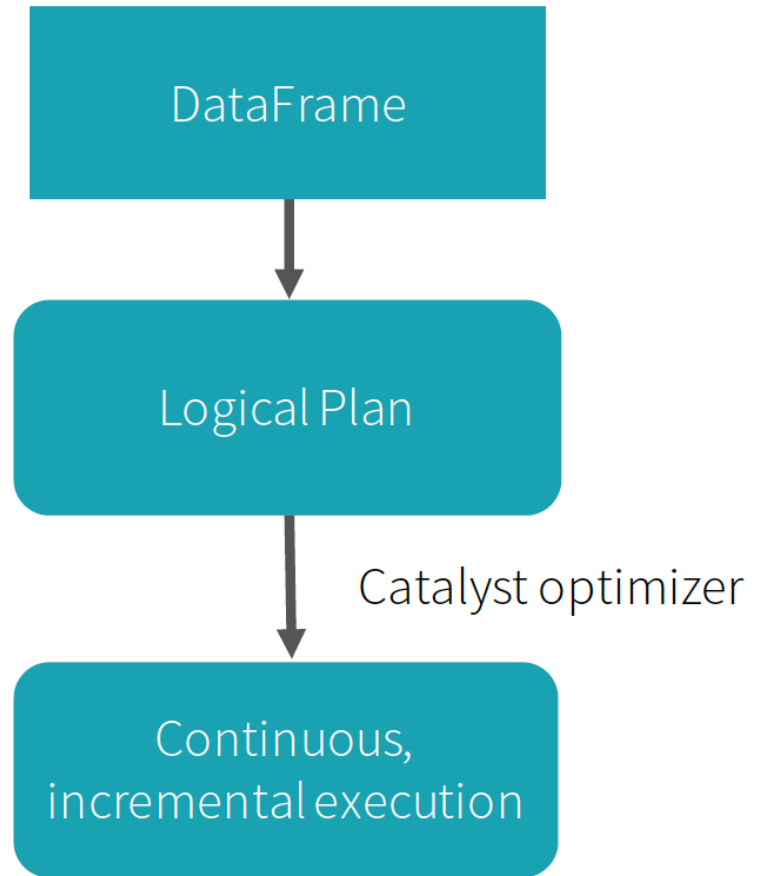 DataFrame
Logical Plan
Catalyst optimizer
Continuous,
incremental execution